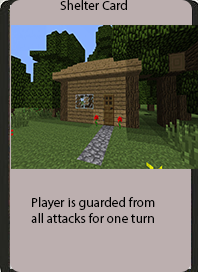 Shelter Card
Player is guarded from
all attacks for one turn